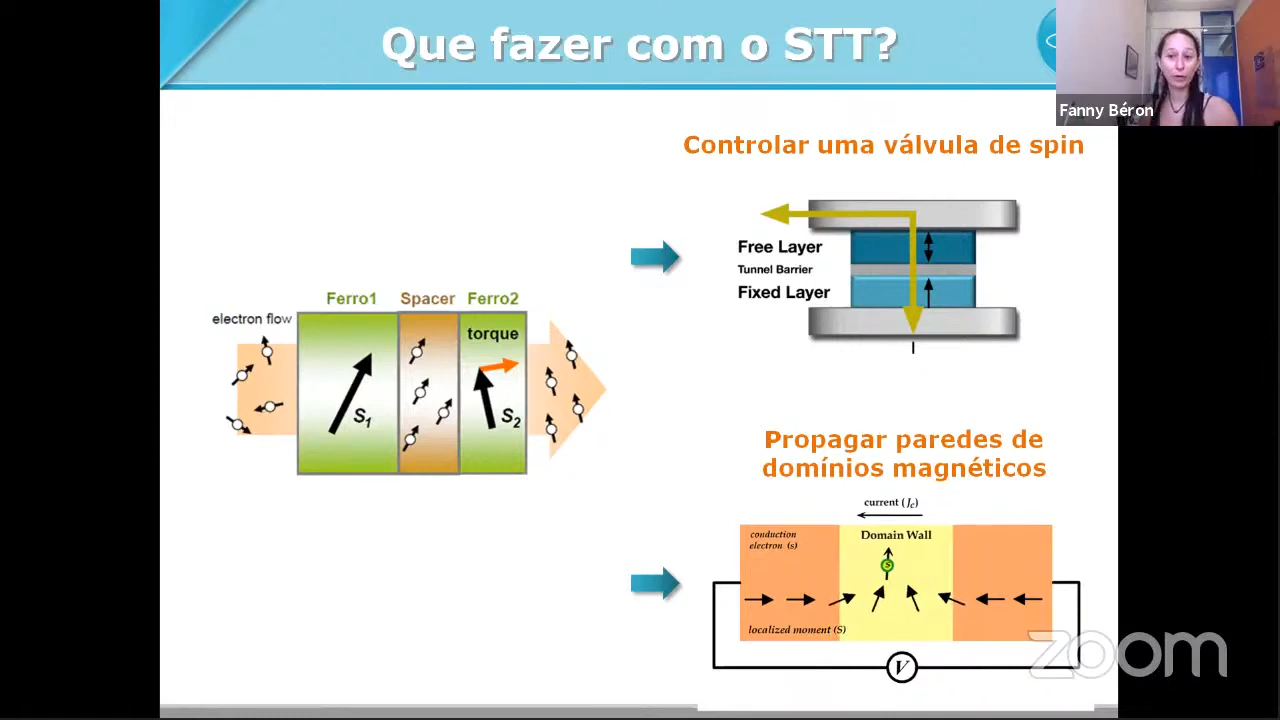 Que fazer com o STT?
Fanny Béron
Controlar uma válvula de spin
Free Layer
Tunnel Barrier
Fixed Layer
I
Ferro1 Spacer Ferro2
electron flow
torque
S1
S2
Propagar paredes de
domínios magnéticos
current (Jc)
conduction
electron (s)
Domain Wall
S
localized moment (S)
V
zoom